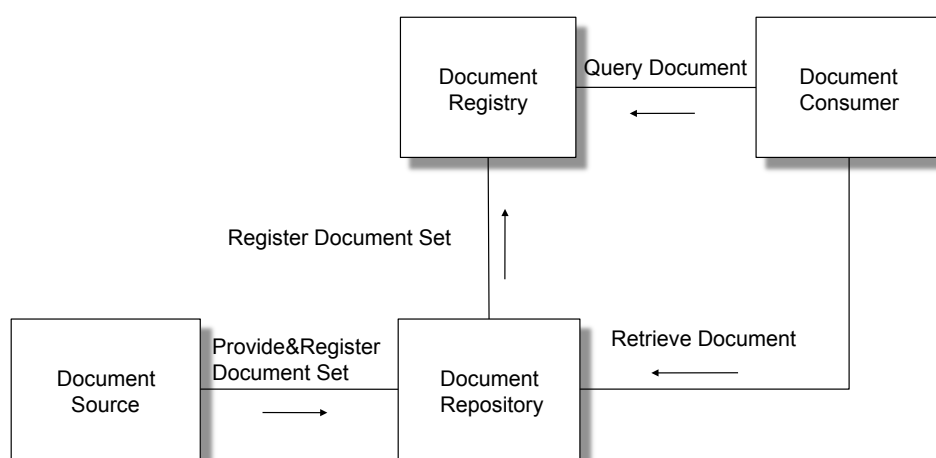 Document
Registry
Query Document
Document
Consumer
Register Document Set
Document
Source
Provide&Register
Document Set
Document
Repository
Retrieve Document